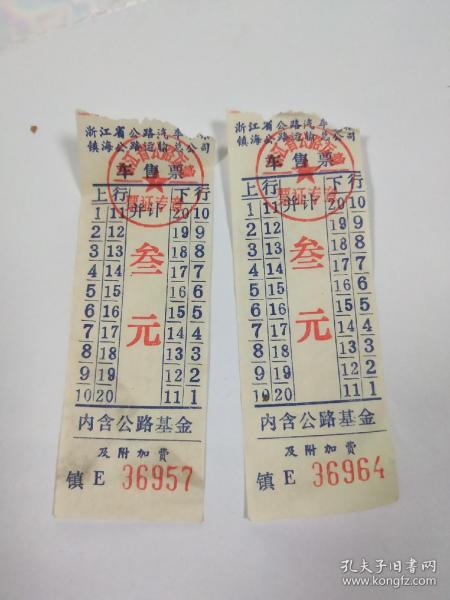 浙江省公路汽车
镇海公路运输总公司
车售票
上行 并计 下行
1 11 20 10
2 12 19 9
3 13 18 8
4 14 17 7
5 15 16 6
6 16 15 5
7 17 14 4
8 18 13 3
9 19 12 2
10 20 11 1
叁元
内含公路基金
及附加费
镇 E 36957
浙江省公路汽车
镇海公路运输总公司
车售票
上行 并计 下行
1 11 20 10
2 12 19 9
3 13 18 8
4 14 17 7
5 15 16 6
6 16 15 5
7 17 14 4
8 18 13 3
9 19 12 2
10 20 11 1
叁元
内含公路基金
及附加费
镇 E 36964
孔夫子旧书网
www.kongfz.com